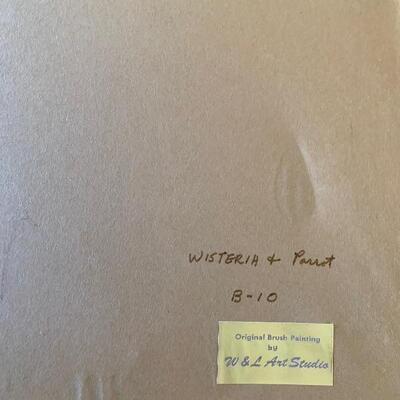 WISTERIA & Parrot
B-10
Original Brush Painting
by
W & L Art Studio